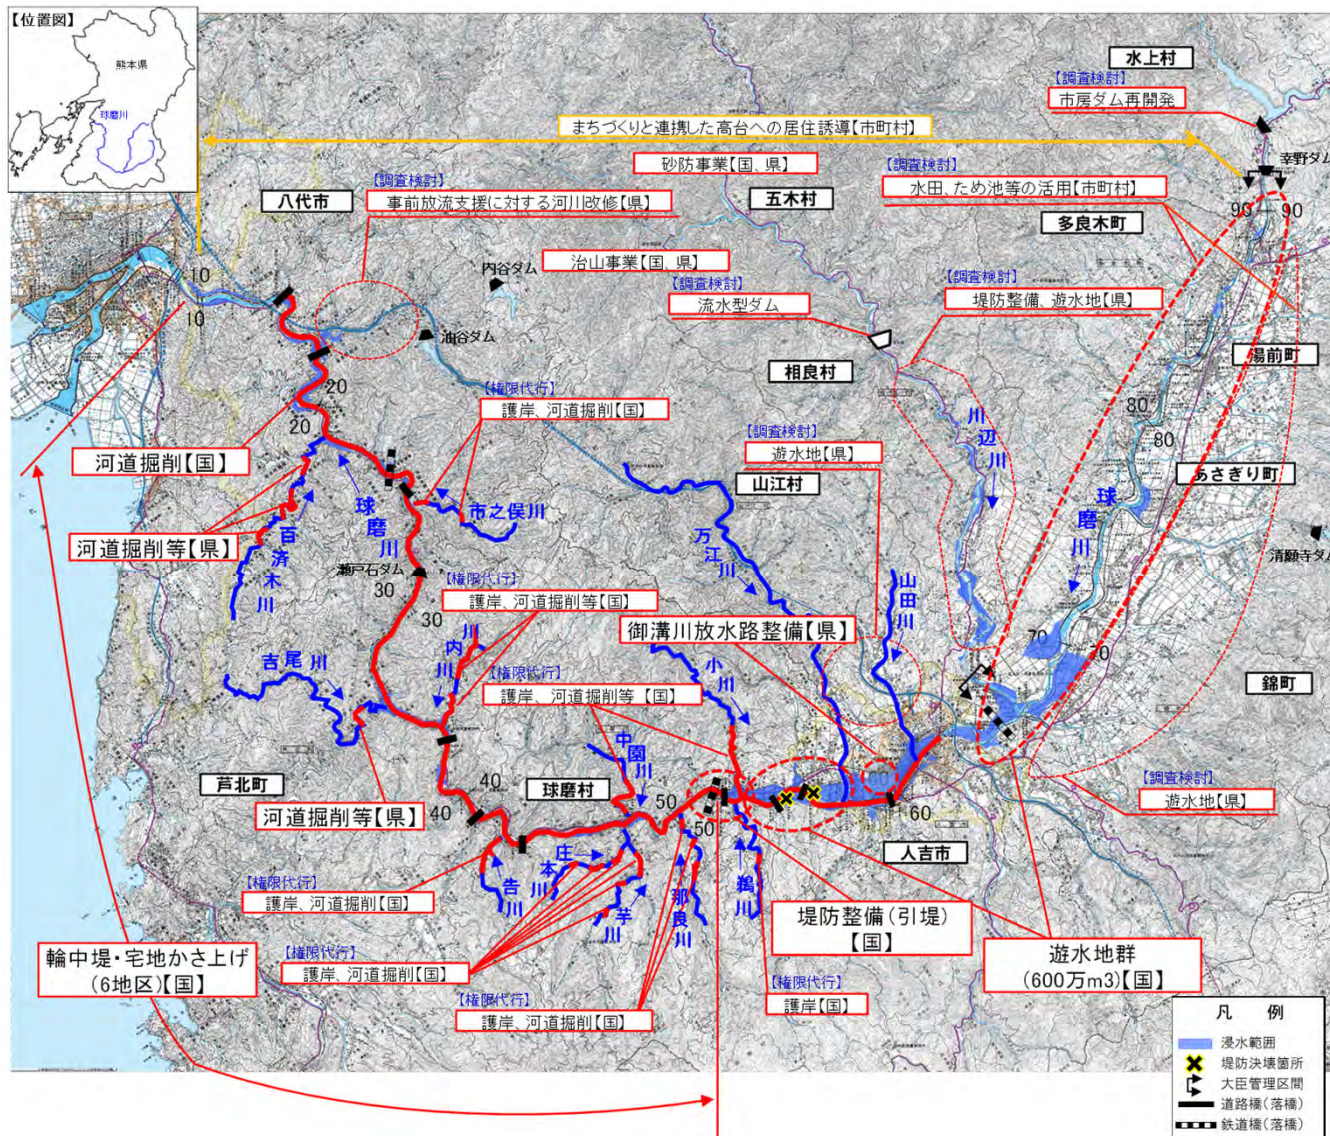 【位置図】
熊本県
球磨川
水上村
【調査検討】
市房ダム再開発
まちづくりと連携した高台への居住誘導【市町村】
幸野ダム
砂防事業【国、県】
【調査検討】
水田、ため池等の活用【市町村】
八代市
【調査検討】
事前放流支援に対する河川改修【県】
五木村
多良木町
90
90
治山事業【国、県】
内谷ダム
【調査検討】
流水型ダム
【調査検討】
堤防整備、遊水地【県】
10
10
油谷ダム
湯前町
相良村
20
20
【権限代行】
護岸、河道掘削【国】
80
80
川辺川
【調査検討】
遊水地【県】
河道掘削【国】
山江村
あさぎり町
球磨川
市之俣川
球磨川
河道掘削等【県】
百済木川
万江川
清願寺ダム
瀬戸石ダム
30
30
【権限代行】
護岸、河道掘削等【国】
山田川
御溝川放水路整備【県】
70
70
吉尾川
内川
小川
【権限代行】
護岸、河道掘削等【国】
錦町
芦北町
中園川
球磨村
【調査検討】
遊水地【県】
河道掘削等【県】
40
40
50
50
60
60
人吉市
庄本川
告川
芋川
那良川
鵜川
【権限代行】
護岸、河道掘削【国】
堤防整備(引堤)
【国】
輪中堤・宅地かさ上げ
(6地区)【国】
【権限代行】
護岸、河道掘削【国】
遊水地群
(600万m3)【国】
【権限代行】
護岸、河道掘削【国】
【権限代行】
護岸【国】
凡 例
浸水範囲
堤防決壊箇所
大臣管理区間
道路橋(落橋)
鉄道橋(落橋)